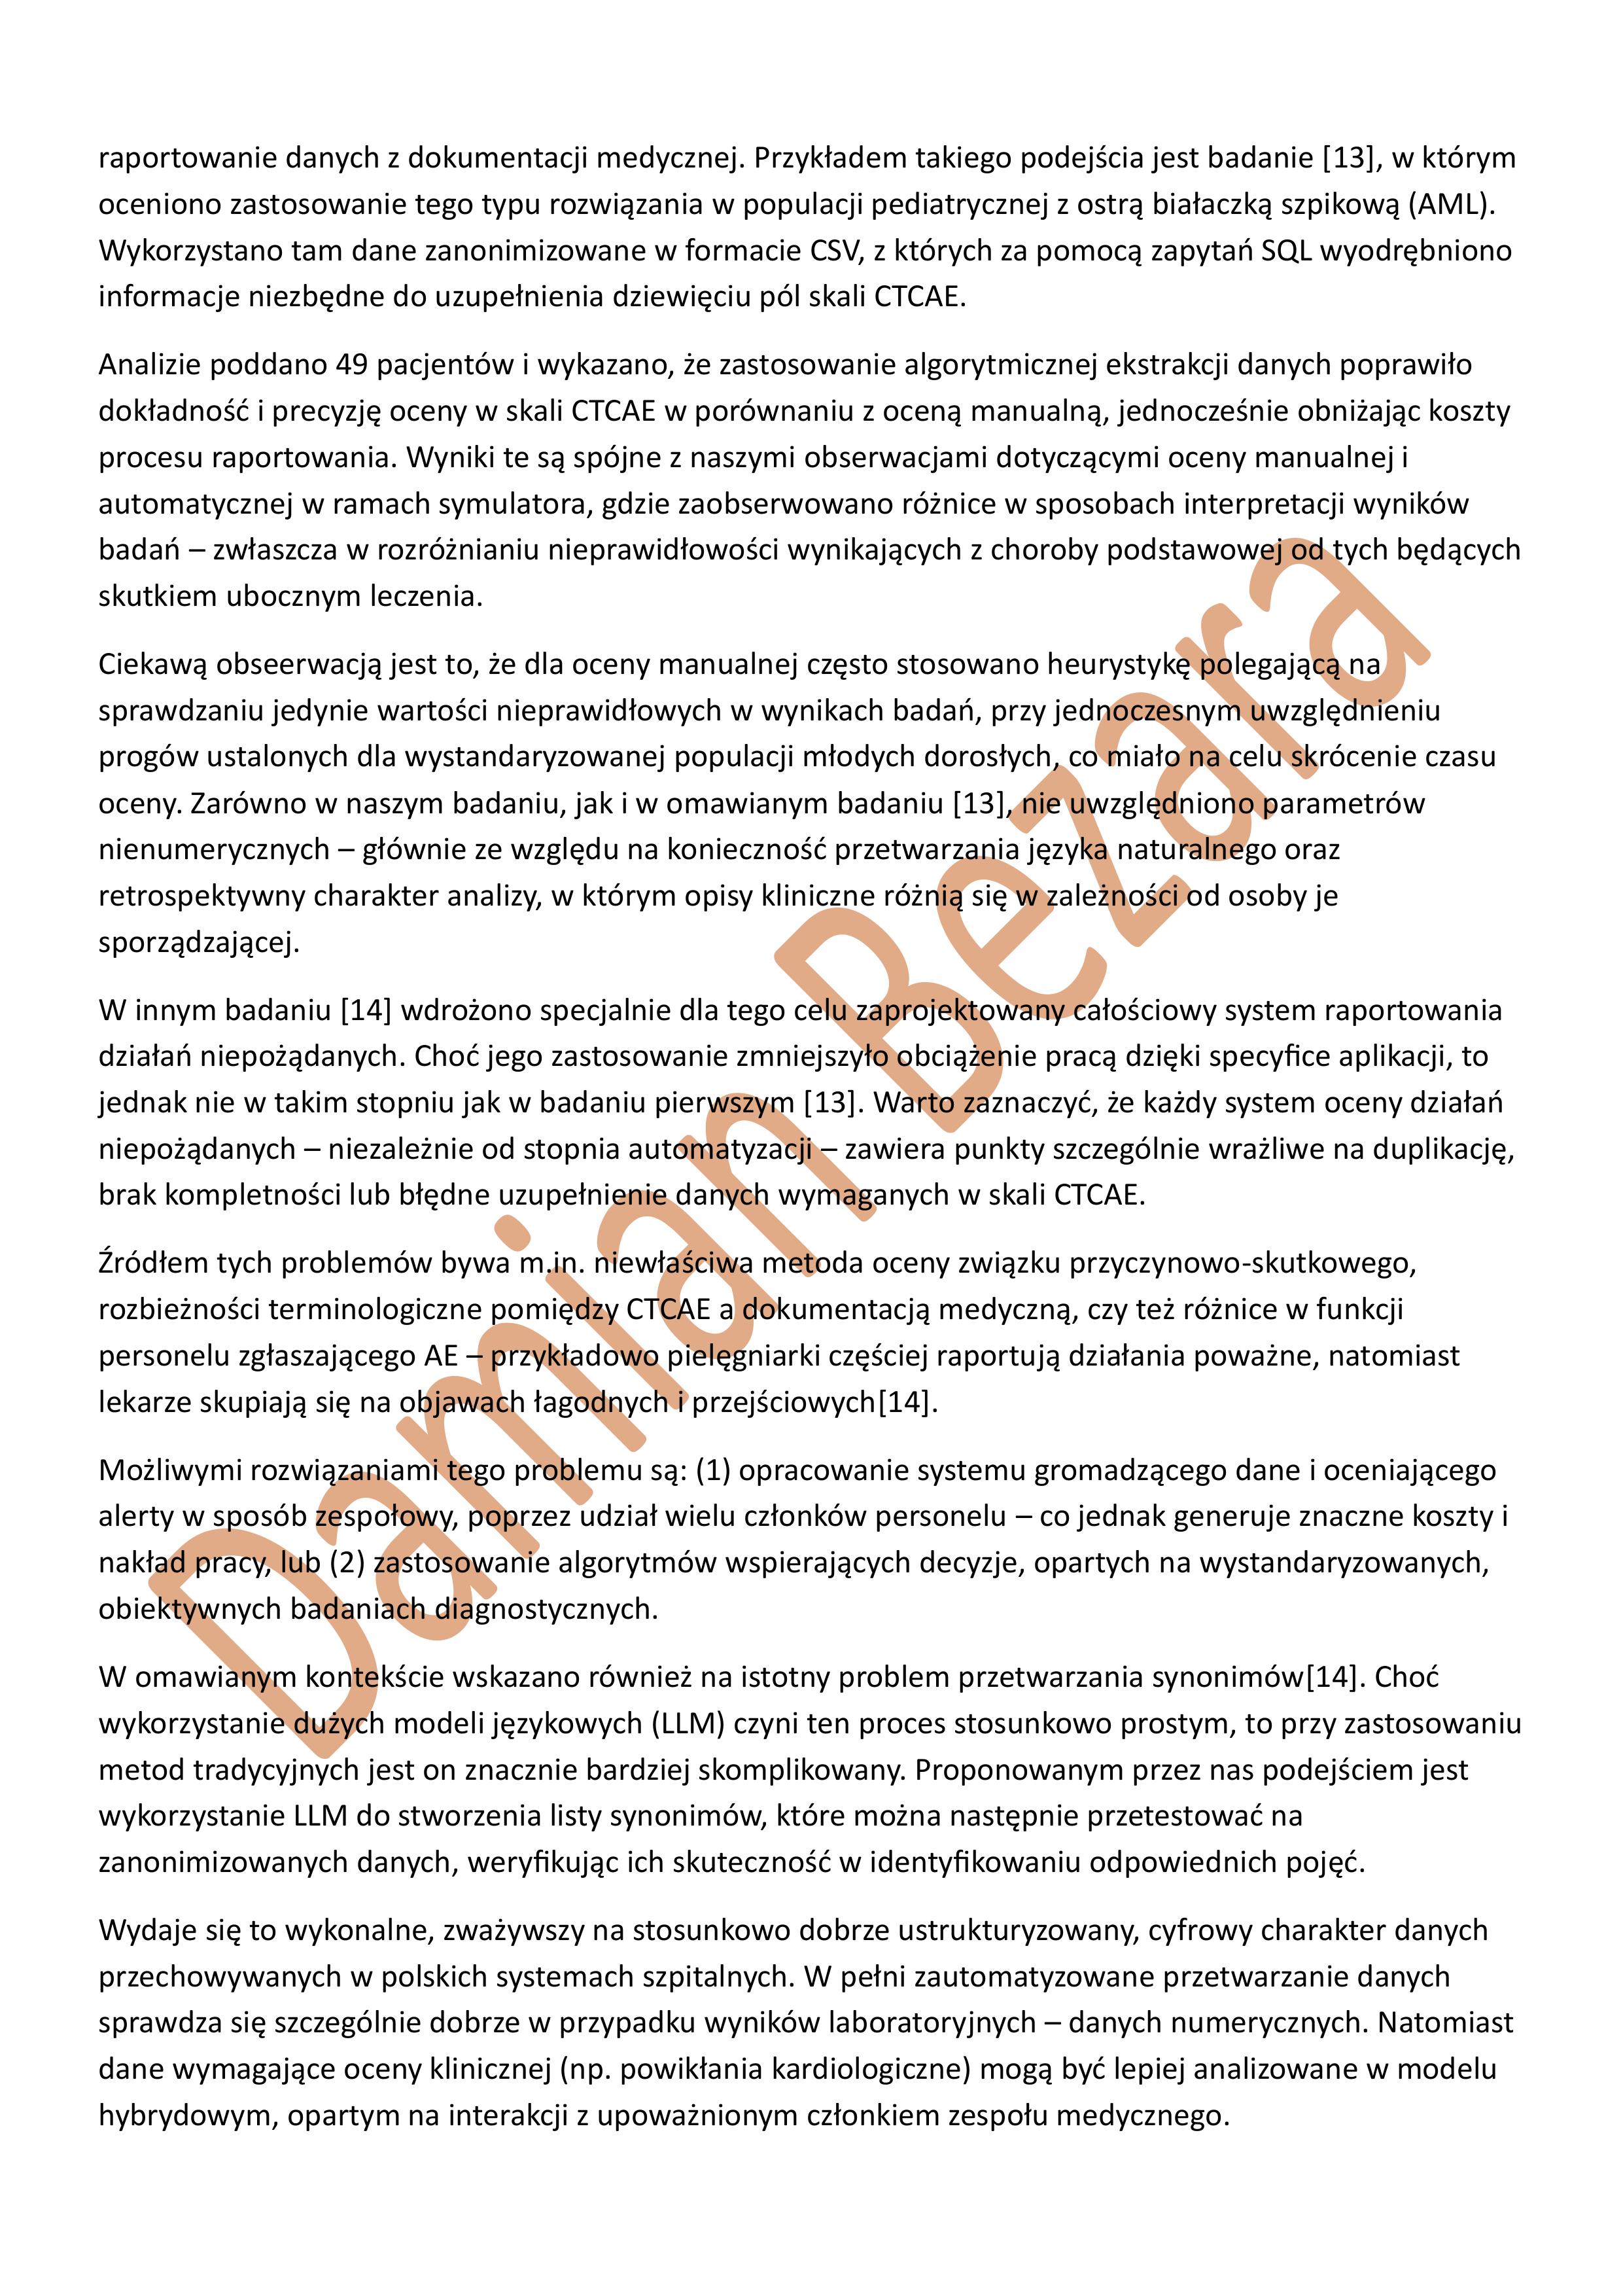 raportowanie danych z dokumentacji medycznej. Przykładem takiego podejścia jest badanie [13], w którym
oceniono zastosowanie tego typu rozwiązania w populacji pediatrycznej z ostrą białaczką szpikową (AML).
Wykorzystano tam dane zanonimizowane w formacie CSV, z których za pomocą zapytań SQL wyodrębniono
informacje niezbędne do uzupełnienia dziewięciu pól skali CTCAE.
Analizie poddano 49 pacjentów i wykazano, że zastosowanie algorytmicznej ekstrakcji danych poprawiło
dokładność i precyzję oceny w skali CTCAE w porównaniu z oceną manualną, jednocześnie obniżając koszty
procesu raportowania. Wyniki te są spójne z naszymi obserwacjami dotyczącymi oceny manualnej i
automatycznej w ramach symulatora, gdzie zaobserwowano różnice w sposobach interpretacji wyników
badań – zwłaszcza w rozróżnianiu nieprawidłowości wynikających z choroby podstawowej od tych będących
skutkiem ubocznym leczenia.
Ciekawą obseerwacją jest to, że dla oceny manualnej często stosowano heurystykę polegającą na
sprawdzaniu jedynie wartości nieprawidłowych w wynikach badań, przy jednoczesnym uwzględnieniu
progów ustalonych dla wystandaryzowanej populacji młodych dorosłych, co miało na celu skrócenie czasu
oceny. Zarówno w naszym badaniu, jak i w omawianym badaniu [13], nie uwzględniono parametrów
nienumerycznych – głównie ze względu na konieczność przetwarzania języka naturalnego oraz
retrospektywny charakter analizy, w którym opisy kliniczne różnią się w zależności od osoby je
sporządzającej.
W innym badaniu [14] wdrożono specjalnie dla tego celu zaprojektowany całościowy system raportowania
działań niepożądanych. Choć jego zastosowanie zmniejszyło obciążenie pracą dzięki specyfice aplikacji, to
jednak nie w takim stopniu jak w badaniu pierwszym [13]. Warto zaznaczyć, że każdy system oceny działań
niepożądanych – niezależnie od stopnia automatyzacji – zawiera punkty szczególnie wrażliwe na duplikację,
brak kompletności lub błędne uzupełnienie danych wymaganych w skali CTCAE.
Źródłem tych problemów bywa m.in. niewłaściwa metoda oceny związku przyczynowo-skutkowego,
rozbieżności terminologiczne pomiędzy CTCAE a dokumentacją medyczną, czy też różnice w funkcji
personelu zgłaszającego AE – przykładowo pielęgniarki częściej raportują działania poważne, natomiast
lekarze skupiają się na objawach łagodnych i przejściowych[14].
Możliwymi rozwiązaniami tego problemu są: (1) opracowanie systemu gromadzącego dane i oceniającego
alerty w sposób zespołowy, poprzez udział wielu członków personelu – co jednak generuje znaczne koszty i
nakład pracy, lub (2) zastosowanie algorytmów wspierających decyzje, opartych na wystandaryzowanych,
obiektywnych badaniach diagnostycznych.
W omawianym kontekście wskazano również na istotny problem przetwarzania synonimów[14]. Choć
wykorzystanie dużych modeli językowych (LLM) czyni ten proces stosunkowo prostym, to przy zastosowaniu
metod tradycyjnych jest on znacznie bardziej skomplikowany. Proponowanym przez nas podejściem jest
wykorzystanie LLM do stworzenia listy synonimów, które można następnie przetestować na
zanonimizowanych danych, weryfikując ich skuteczność w identyfikowaniu odpowiednich pojęć.
Wydaje się to wykonalne, zważywszy na stosunkowo dobrze ustrukturyzowany, cyfrowy charakter danych
przechowywanych w polskich systemach szpitalnych. W pełni zautomatyzowane przetwarzanie danych
sprawdza się szczególnie dobrze w przypadku wyników laboratoryjnych – danych numerycznych. Natomiast
dane wymagające oceny klinicznej (np. powikłania kardiologiczne) mogą być lepiej analizowane w modelu
hybrydowym, opartym na interakcji z upoważnionym członkiem zespołu medycznego.
Damian Bezara